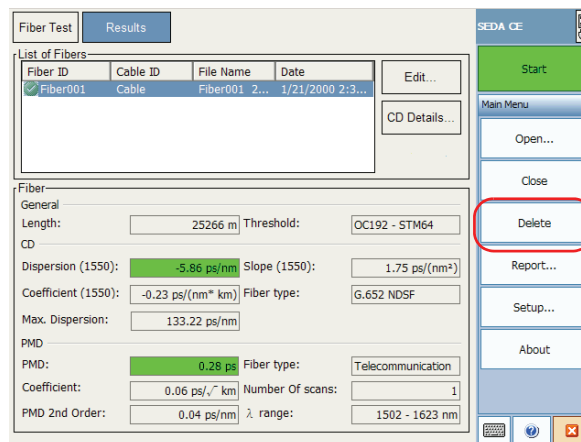 Fiber Test Results
List of Fibers
Fiber ID Cable ID File Name Date
Fiber001 Cable Fiber001 2... 1/21/2000 2:3...
Edit...
CD Details...
Fiber
General
Length: 25266 m Threshold: OC192 - STM64
CD
Dispersion (1550): -5.86 ps/nm Slope (1550): 1.75 ps/(nm²)
Coefficient (1550): -0.23 ps/(nm* km) Fiber type: G.652 NDSF
Max. Dispersion: 133.22 ps/nm
PMD
PMD: 0.28 ps Fiber type: Telecommunication
Coefficient: 0.06 ps/√ km Number Of scans: 1
PMD 2nd Order: 0.04 ps/nm λ range: 1502 - 1623 nm
SEDA CE
Start
Main Menu
Open...
Close
Delete
Report...
Setup...
About